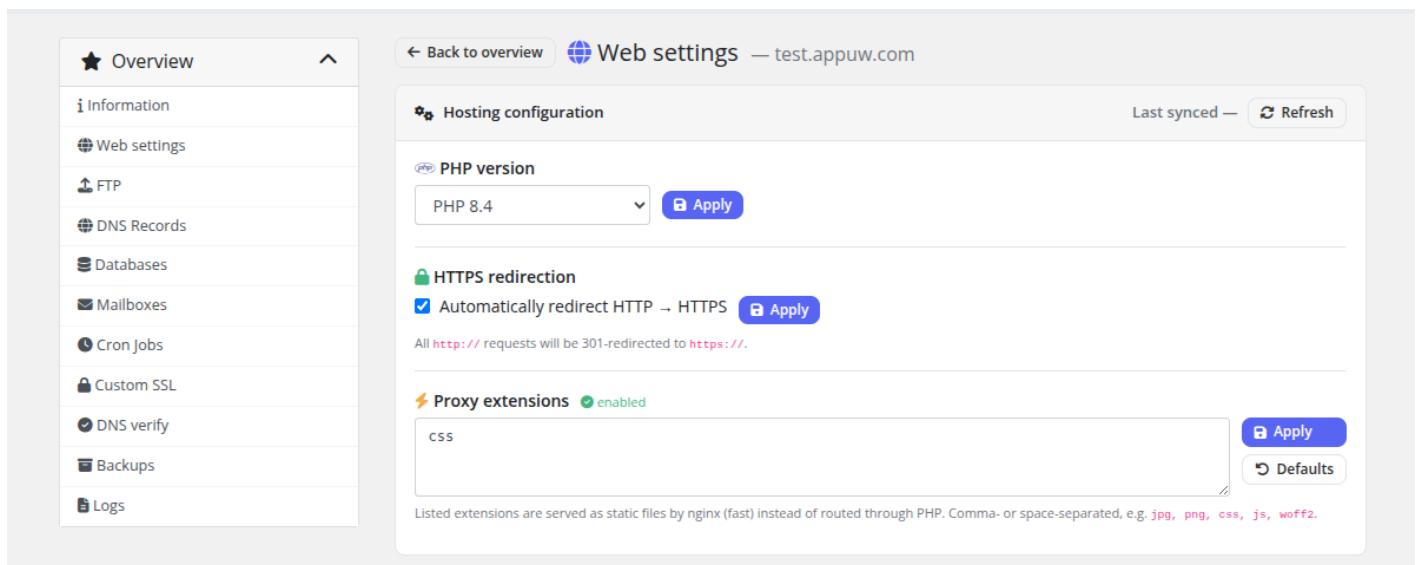 Overview
Information
Web settings
FTP
DNS Records
Databases
Mailboxes
Cron Jobs
Custom SSL
DNS verify
Backups
Logs
← Back to overview Web settings — test.appuw.com
Hosting configuration Last synced — Refresh
php PHP version
PHP 8.4 Apply
HTTPS redirection
Automatically redirect HTTP → HTTPS Apply
All http:// requests will be 301-redirected to https://.
Proxy extensions enabled
css
Apply
Defaults
Listed extensions are served as static files by nginx (fast) instead of routed through PHP. Comma- or space-separated, e.g. jpg, png, css, js, woff2.